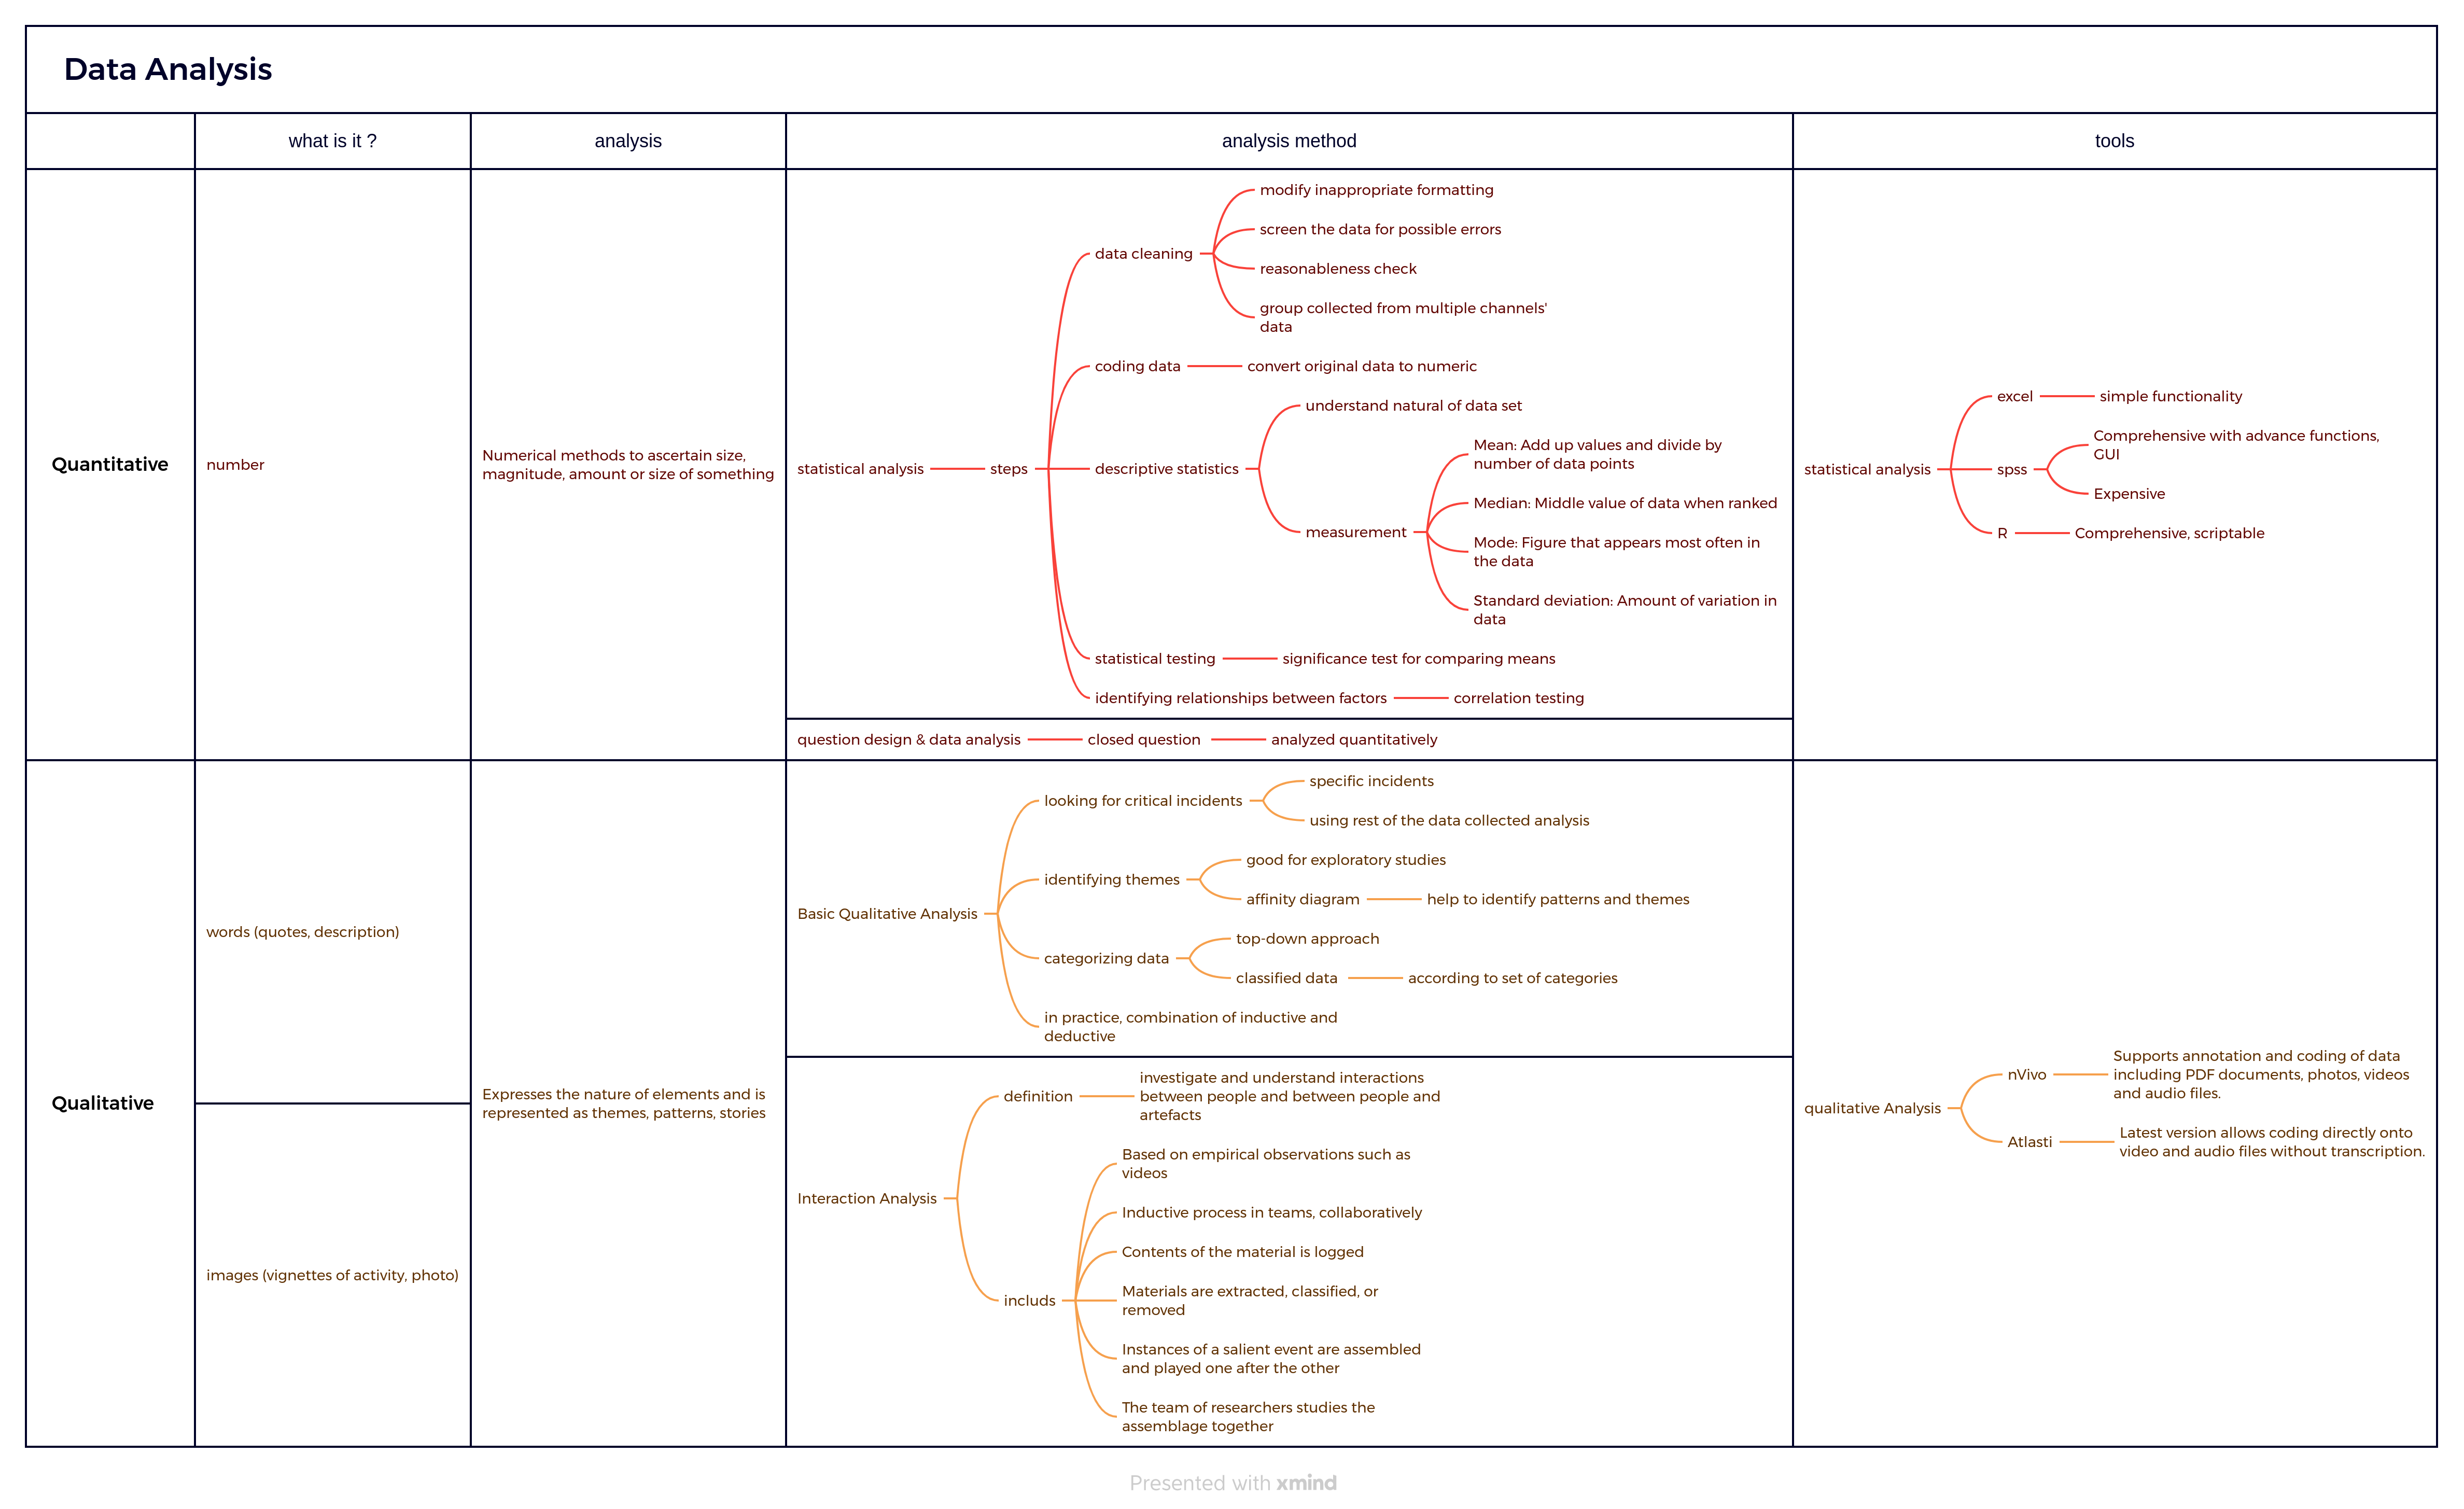 Data Analysis
what is it ?
analysis
analysis method
tools
Quantitative
number
Numerical methods to ascertain size,
magnitude, amount or size of something
statistical analysis
steps
data cleaning
modify inappropriate formatting
screen the data for possible errors
reasonableness check
group collected from multiple channels'
data
coding data
convert original data to numeric
descriptive statistics
understand natural of data set
measurement
Mean: Add up values and divide by
number of data points
Median: Middle value of data when ranked
Mode: Figure that appears most often in
the data
Standard deviation: Amount of variation in
data
statistical testing
significance test for comparing means
identifying relationships between factors
correlation testing
question design & data analysis
closed question
analyzed quantitatively
statistical analysis
excel
simple functionality
spss
Comprehensive with advance functions,
GUI
Expensive
R
Comprehensive, scriptable
Qualitative
words (quotes, description)
images (vignettes of activity, photo)
Expresses the nature of elements and is
represented as themes, patterns, stories
Basic Qualitative Analysis
looking for critical incidents
specific incidents
using rest of the data collected analysis
identifying themes
good for exploratory studies
affinity diagram
help to identify patterns and themes
categorizing data
top-down approach
classified data
according to set of categories
in practice, combination of inductive and
deductive
Interaction Analysis
definition
investigate and understand interactions
between people and between people and
artefacts
includs
Based on empirical observations such as
videos
Inductive process in teams, collaboratively
Contents of the material is logged
Materials are extracted, classified, or
removed
Instances of a salient event are assembled
and played one after the other
The team of researchers studies the
assemblage together
qualitative Analysis
nVivo
Supports annotation and coding of data
including PDF documents, photos, videos
and audio files.
Atlasti
Latest version allows coding directly onto
video and audio files without transcription.
Presented with xmind